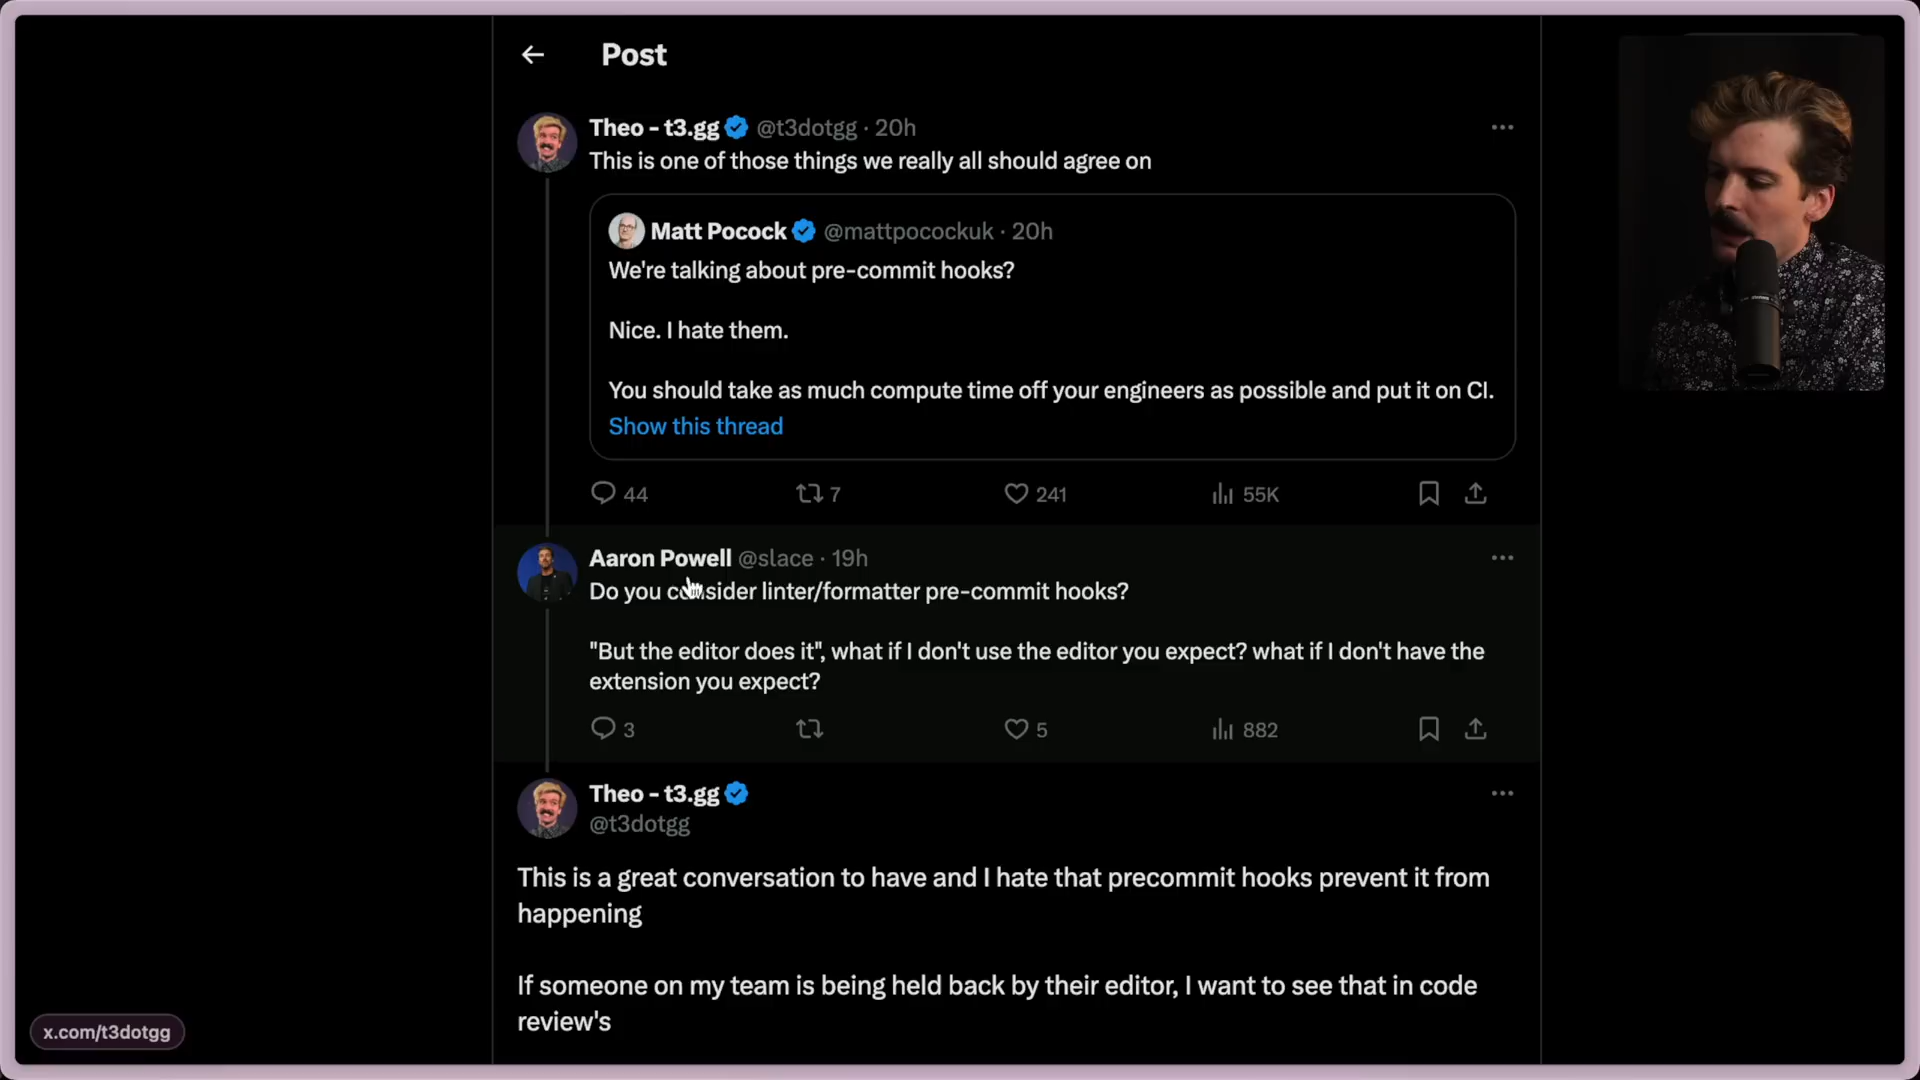 Post
Theo - t3.gg @t3dotgg · 20h
This is one of those things we really all should agree on
Matt Pocock @mattpocockuk · 20h
We're talking about pre-commit hooks?
Nice. I hate them.
You should take as much compute time off your engineers as possible and put it on CI.
Show this thread
44 7 241 55K
Aaron Powell @slace · 19h
Do you consider linter/formatter pre-commit hooks?
"But the editor does it", what if I don't use the editor you expect? what if I don't have the
extension you expect?
3 5 882
Theo - t3.gg
@t3dotgg
This is a great conversation to have and I hate that precommit hooks prevent it from
happening
If someone on my team is being held back by their editor, I want to see that in code
review's
x.com/t3dotgg